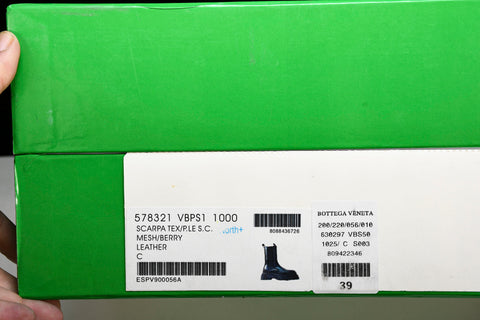 578321 VBPS1 1000
SCARPA TEX/P.LE S.C.
MESH/BERRY
LEATHER
C
ESPV900056A
orth+
8088436726
BOTTEGA VENETA
200/220/056/010
630297 VBS50
1025/ C S003
809422346
39